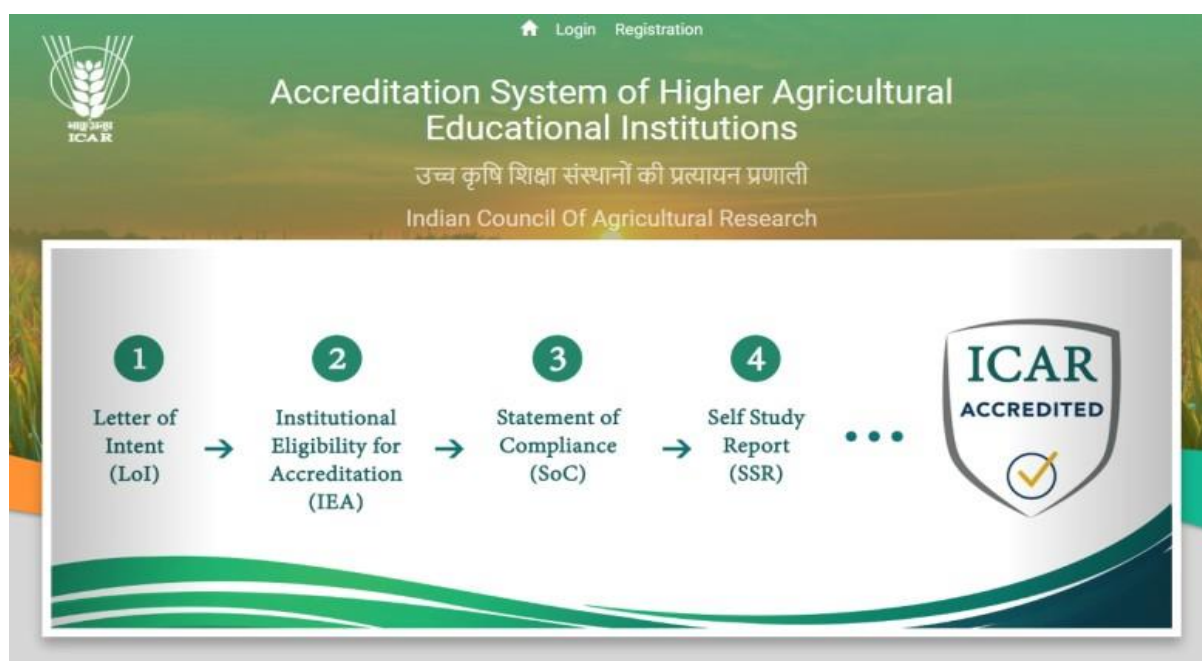 Login Registration
भाकृअनुप
ICAR
Accreditation System of Higher Agricultural
Educational Institutions
उच्च कृषि शिक्षा संस्थानों की प्रत्यायन प्रणाली
Indian Council Of Agricultural Research
1
Letter of
Intent
(LoI)
2
Institutional
Eligibility for
Accreditation
(IEA)
3
Statement of
Compliance
(SoC)
4
Self Study
Report
(SSR)
ICAR
ACCREDITED